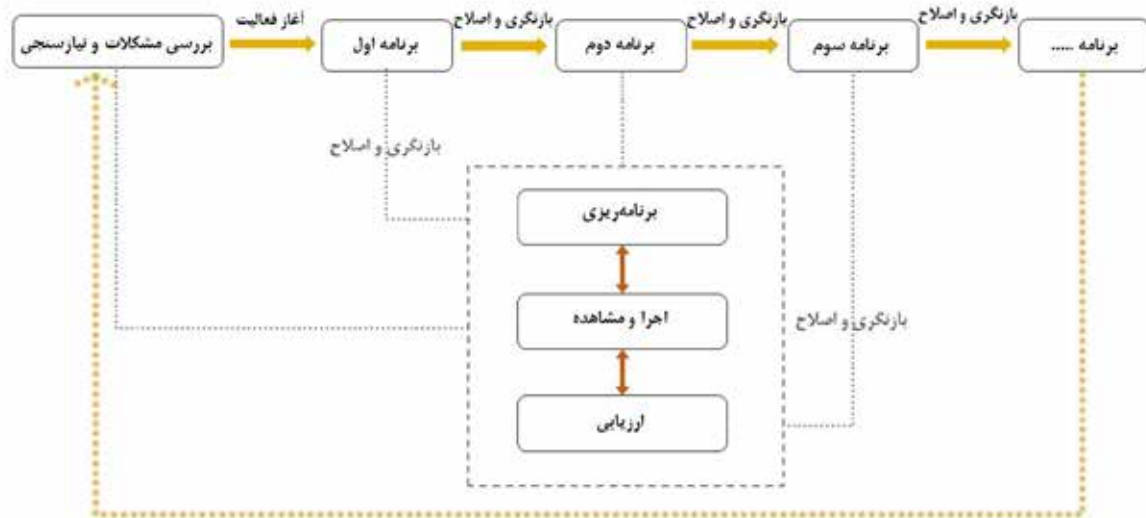 بررسی مشکلات و نیازسنجی
آغاز فعالیت
برنامه اول
بازنگری و اصلاح
برنامه دوم
بازنگری و اصلاح
برنامه سوم
بازنگری و اصلاح
برنامه .....
بازنگری و اصلاح
برنامه‌ریزی
اجرا و مشاهده
بازنگری و اصلاح
ارزیابی